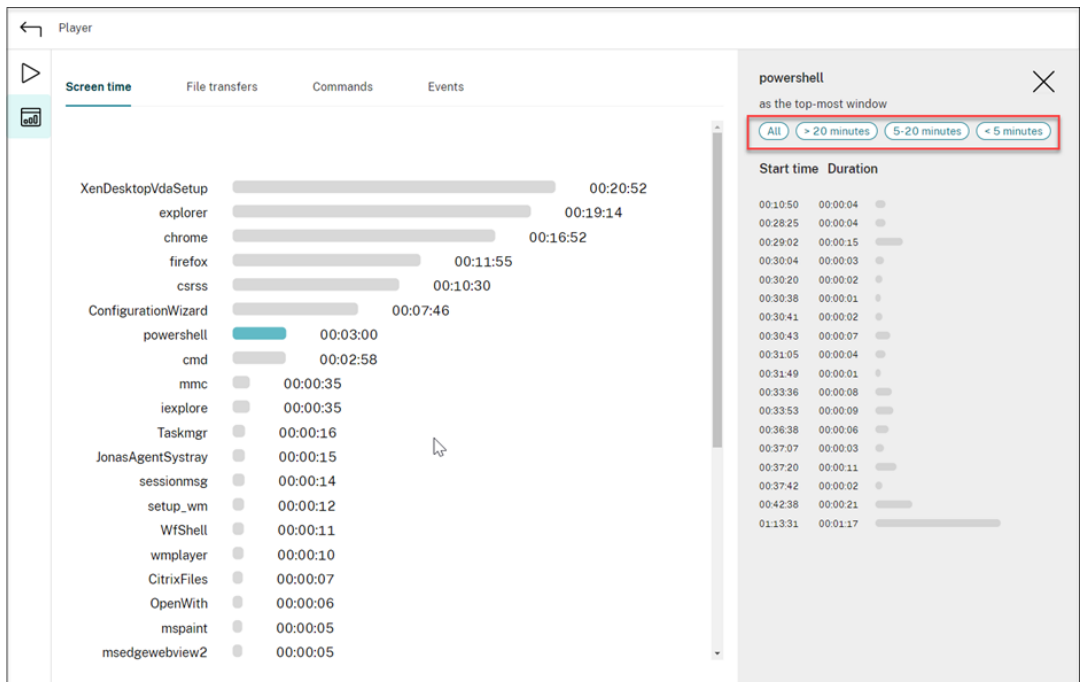 Player
Screen time File transfers Commands Events
XenDesktopVdaSetup 00:20:52
explorer 00:19:14
chrome 00:16:52
firefox 00:11:55
csrss 00:10:30
ConfigurationWizard 00:07:46
powershell 00:03:00
cmd 00:02:58
mmc 00:00:35
iexplore 00:00:35
Taskmgr 00:00:16
JonasAgentSystray 00:00:15
sessionmsg 00:00:14
setup_wm 00:00:12
WfShell 00:00:11
wmplayer 00:00:10
CitrixFiles 00:00:07
OpenWith 00:00:06
mspaint 00:00:05
msedgewebview2 00:00:05
powershell
as the top-most window
All > 20 minutes 5-20 minutes < 5 minutes
Start time Duration
00:10:50 00:00:04
00:28:25 00:00:04
00:29:02 00:00:15
00:30:04 00:00:03
00:30:20 00:00:02
00:30:38 00:00:01
00:30:41 00:00:02
00:30:43 00:00:07
00:31:05 00:00:04
00:31:49 00:00:01
00:33:36 00:00:08
00:33:53 00:00:09
00:36:38 00:00:06
00:37:07 00:00:03
00:37:20 00:00:11
00:37:42 00:00:02
00:42:38 00:00:21
01:13:31 00:01:17